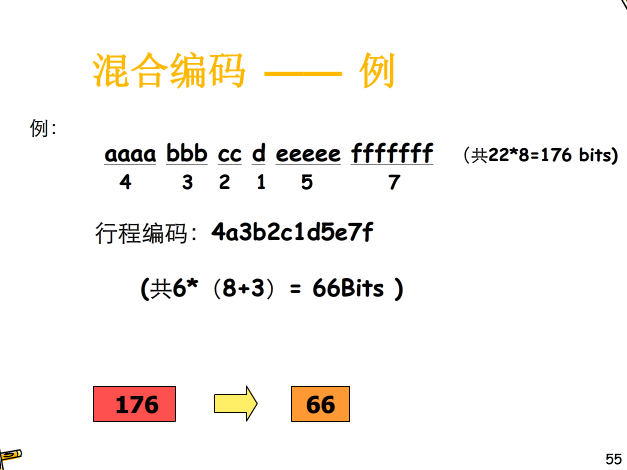 混合编码 —— 例
例：
aaaa bbb cc d eeeee fffffff （共22*8=176 bits)
4 3 2 1 5 7
行程编码：4a3b2c1d5e7f
(共6*（8+3）= 66Bits )
176 66
55